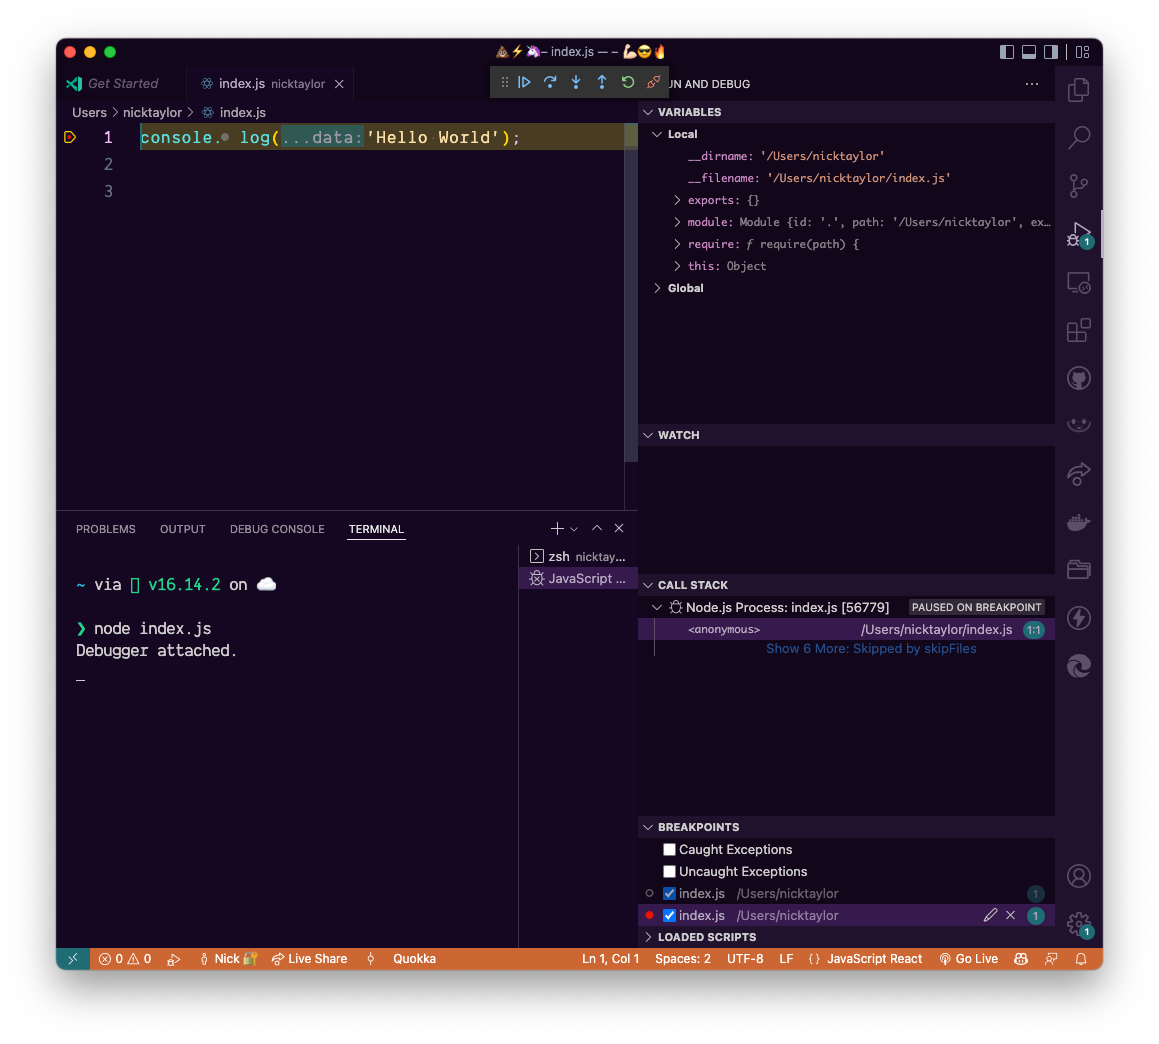 💩⚡🦄– index.js — – 💪🏻😎🔥
Get Started
index.js nicktaylor
UN AND DEBUG
Users > nicktaylor > index.js
1 console. log(...data:'Hello World');
2
3
VARIABLES
Local
__dirname: '/Users/nicktaylor'
__filename: '/Users/nicktaylor/index.js'
exports: {}
module: Module {id: '.', path: '/Users/nicktaylor', ex…
require: ƒ require(path) {
this: Object
Global
1
WATCH
PROBLEMS OUTPUT DEBUG CONSOLE TERMINAL
zsh nicktay...
JavaScript ...
~ via v16.14.2 on ☁️
❯ node index.js
Debugger attached.
_
CALL STACK
Node.js Process: index.js [56779] PAUSED ON BREAKPOINT
<anonymous> /Users/nicktaylor/index.js 1:1
Show 6 More: Skipped by skipFiles
BREAKPOINTS
Caught Exceptions
Uncaught Exceptions
index.js /Users/nicktaylor 1
index.js /Users/nicktaylor 1
LOADED SCRIPTS
1
0 0 Nick🔐 Live Share Quokka Ln 1, Col 1 Spaces: 2 UTF-8 LF {} JavaScript React Go Live